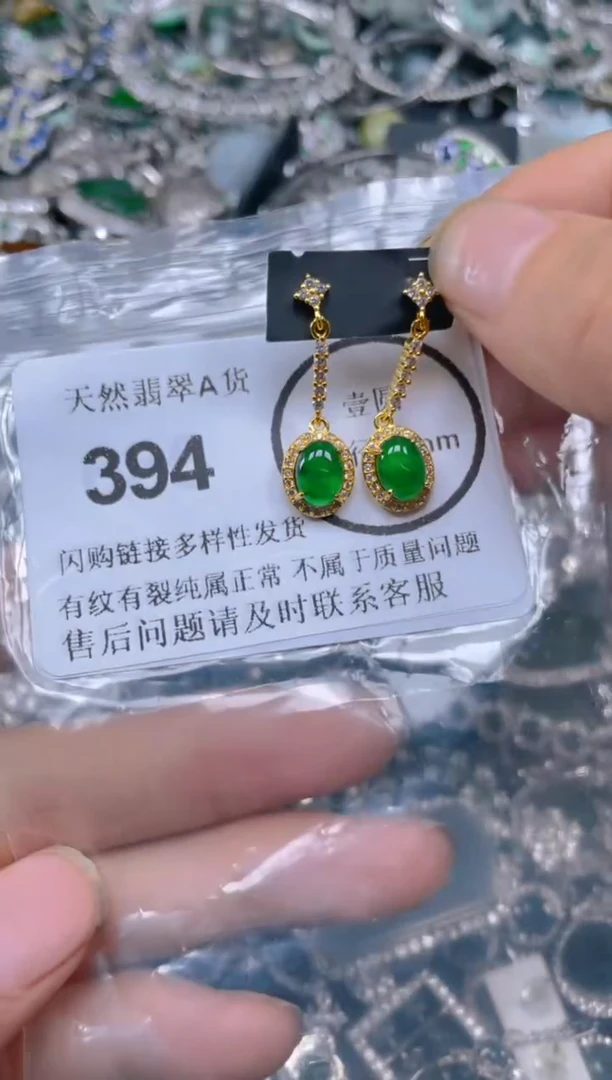 天然翡翠A货
壹
394
om
闪购链接多样性发货
有纹有裂纯属正常 不属于质量问题
售后问题请及时联系客服